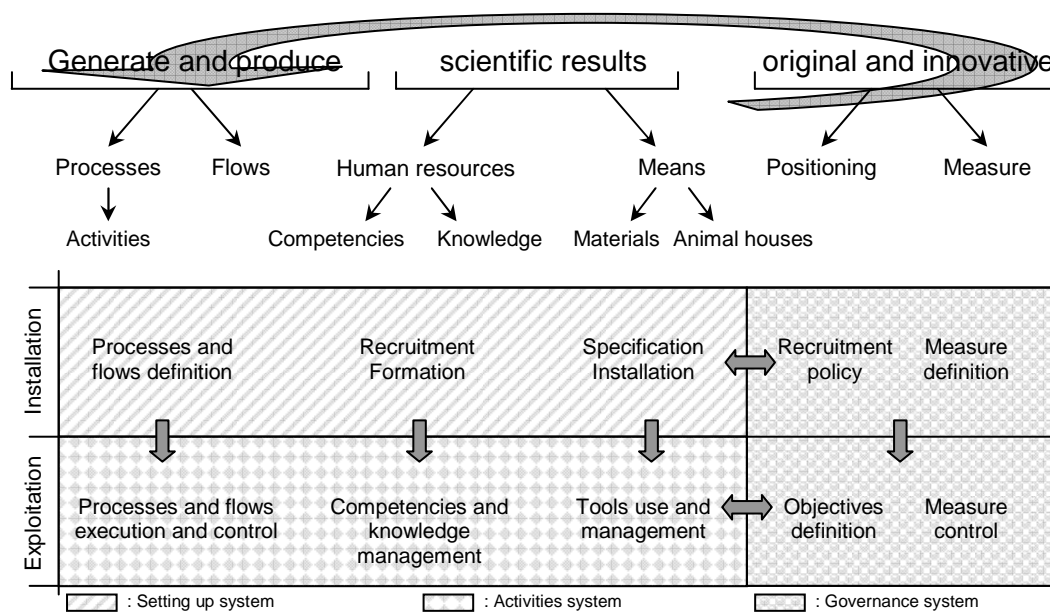 Generate and produce scientific results original and innovative
Processes Flows Human resources Means Positioning Measure
Activities Competencies Knowledge Materials Animal houses
Installation
Processes and
flows definition
Recruitment
Formation
Specification
Installation
Recruitment
policy
Measure
definition
Exploitation
Processes and flows
execution and control
Competencies and
knowledge
management
Tools use and
management
Objectives
definition
Measure
control
: Setting up system : Activities system : Governance system